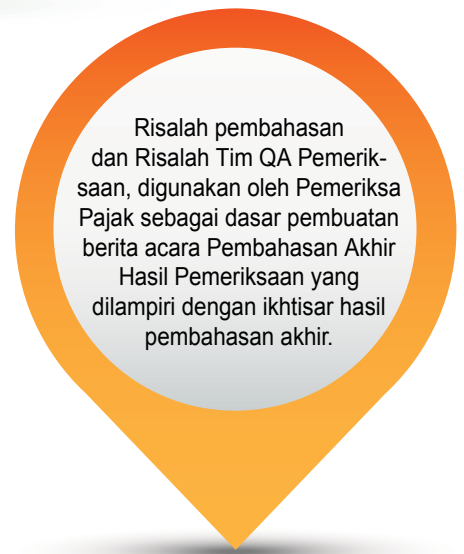 Risalah pembahasan
dan Risalah Tim QA Pemerik-
saan, digunakan oleh Pemeriksa
Pajak sebagai dasar pembuatan
berita acara Pembahasan Akhir
Hasil Pemeriksaan yang
dilampiri dengan ikhtisar hasil
pembahasan akhir.